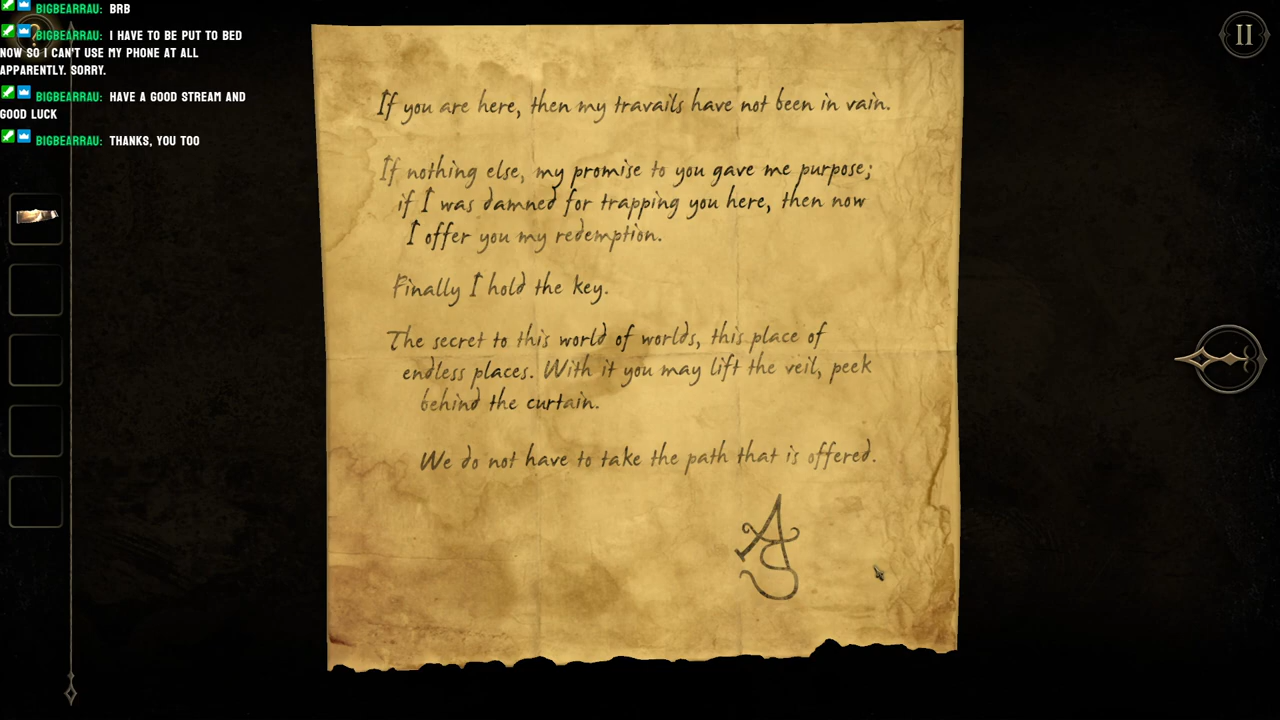 BIGBEARRAU: BRB
BIGBEARRAU: I HAVE TO BE PUT TO BED
NOW SO I CAN'T USE MY PHONE AT ALL
APPARENTLY. SORRY.
BIGBEARRAU: HAVE A GOOD STREAM AND
GOOD LUCK
BIGBEARRAU: THANKS, YOU TOO
If you are here, then my travails have not been in vain.
If nothing else, my promise to you gave me purpose;
if I was damned for trapping you here, then now
I offer you my redemption.
Finally I hold the key.
The secret to this world of worlds, this place of
endless places. With it you may lift the veil, peek
behind the curtain.
We do not have to take the path that is offered.
AS